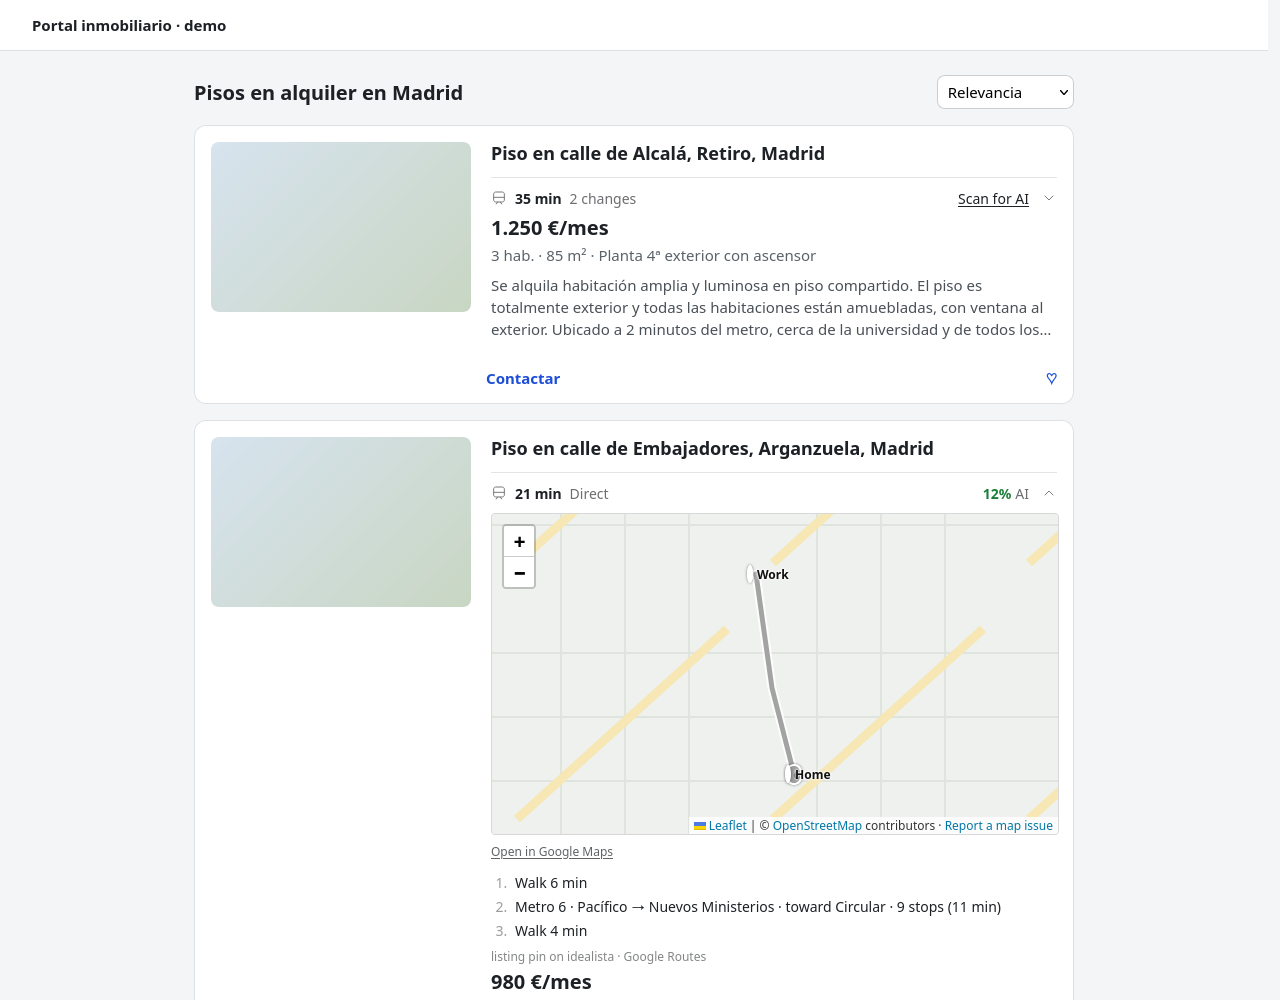 Portal inmobiliario · demo
Pisos en alquiler en Madrid
Relevancia
Piso en calle de Alcalá, Retiro, Madrid
35 min 2 changes
Scan for AI
1.250 €/mes
3 hab. · 85 m² · Planta 4ª exterior con ascensor
Se alquila habitación amplia y luminosa en piso compartido. El piso es
totalmente exterior y todas las habitaciones están amuebladas, con ventana al
exterior. Ubicado a 2 minutos del metro, cerca de la universidad y de todos los...
Contactar
♡
Piso en calle de Embajadores, Arganzuela, Madrid
21 min Direct
12% AI
+
−
Work
Home
Leaflet | © OpenStreetMap contributors · Report a map issue
Open in Google Maps
1. Walk 6 min
2. Metro 6 · Pacífico → Nuevos Ministerios · toward Circular · 9 stops (11 min)
3. Walk 4 min
listing pin on idealista · Google Routes
980 €/mes